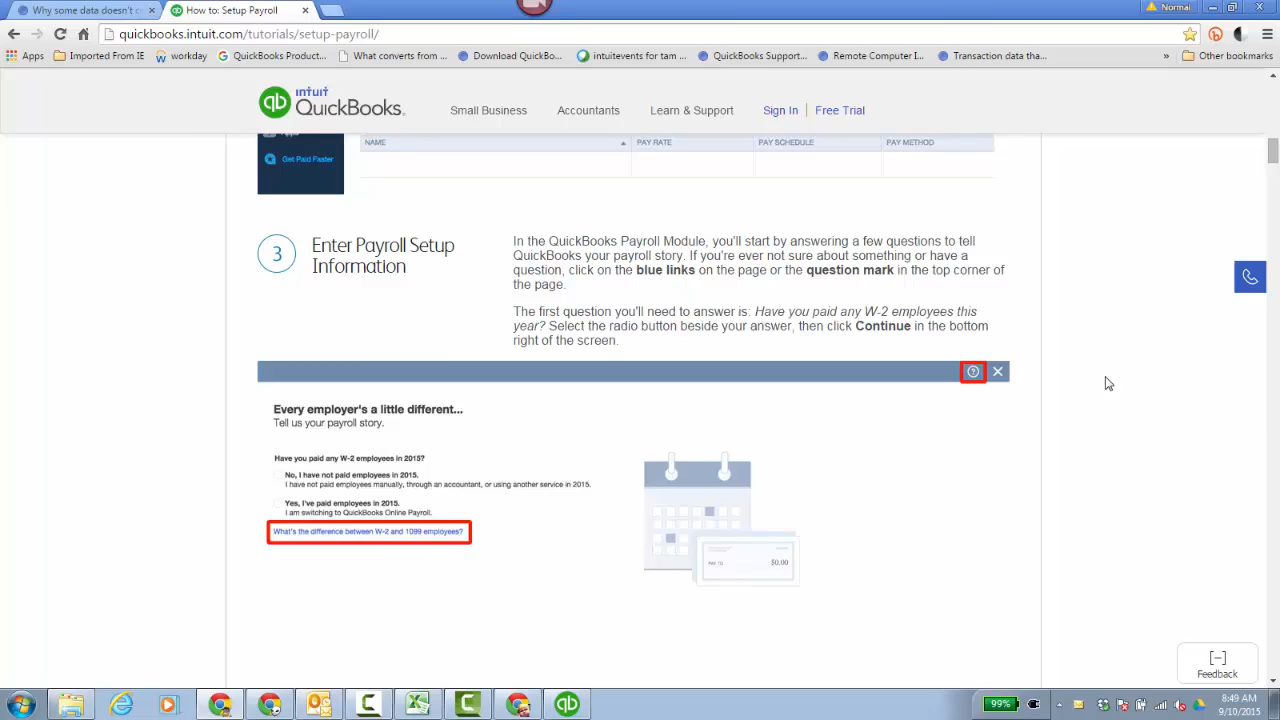 Why some data doesn't c
How to: Setup Payroll
Normal
quickbooks.intuit.com/tutorials/setup-payroll/
Apps
Imported From IE
workday
QuickBooks Product...
What converts from ...
Download QuickBo...
intuitevents for tam ...
QuickBooks Support...
Remote Computer I...
Transaction data tha...
»
Other bookmarks
intuit
qb QuickBooks.
Small Business
Accountants
Learn & Support
Sign In
Free Trial
Get Paid Faster
NAME
PAY RATE
PAY SCHEDULE
PAY METHOD
3
Enter Payroll Setup
Information
In the QuickBooks Payroll Module, you'll start by answering a few questions to tell
QuickBooks your payroll story. If you're ever not sure about something or have a
question, click on the blue links on the page or the question mark in the top corner of
the page.
The first question you'll need to answer is: Have you paid any W-2 employees this
year? Select the radio button beside your answer, then click Continue in the bottom
right of the screen.
?
Every employer's a little different...
Tell us your payroll story.
Have you paid any W-2 employees in 2015?
No, I have not paid employees in 2015.
I have not paid employees manually, through an accountant, or using another service in 2015.
Yes, I've paid employees in 2015.
I am switching to QuickBooks Online Payroll.
What's the difference between W-2 and 1099 employees?
PAY TO
$0.00
[-]
Feedback
99%
8:49 AM
9/10/2015